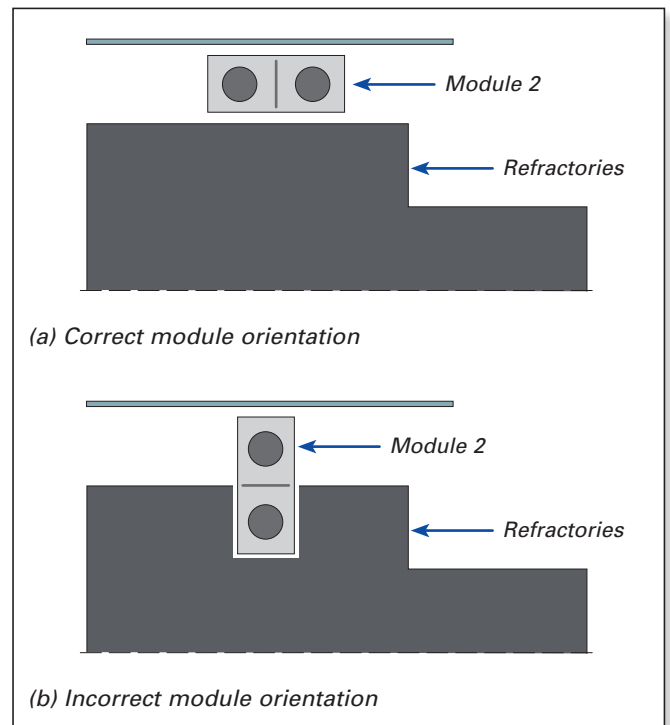 Module 2
Refractories
(a) Correct module orientation
Module 2
Refractories
(b) Incorrect module orientation